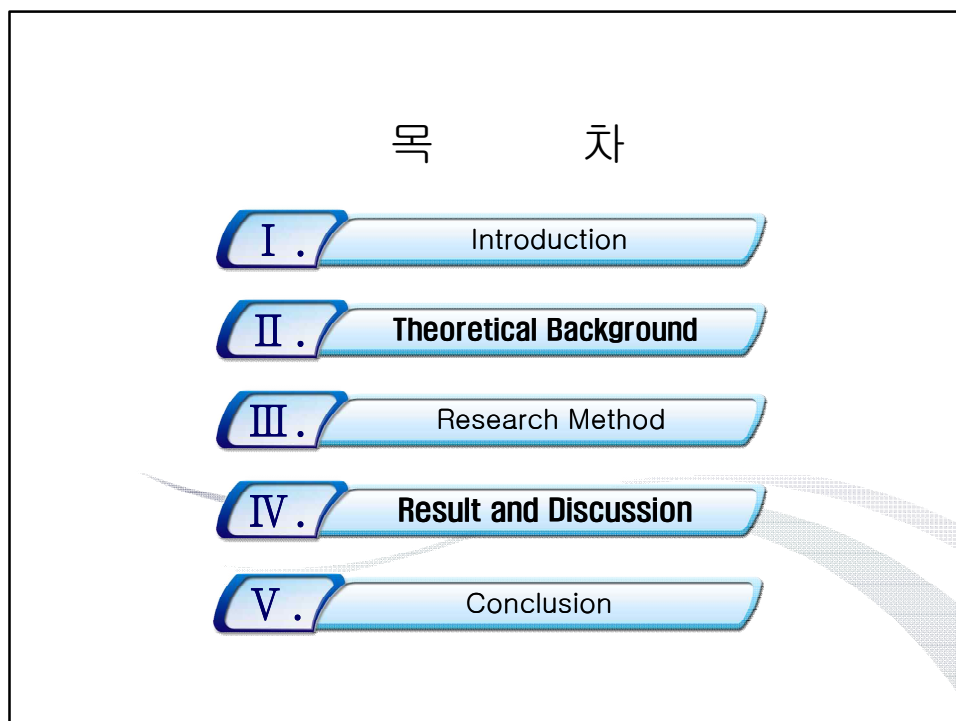 목 차
Ⅰ. Introduction
Ⅱ. Theoretical Background
Ⅲ. Research Method
Ⅳ. Result and Discussion
Ⅴ. Conclusion